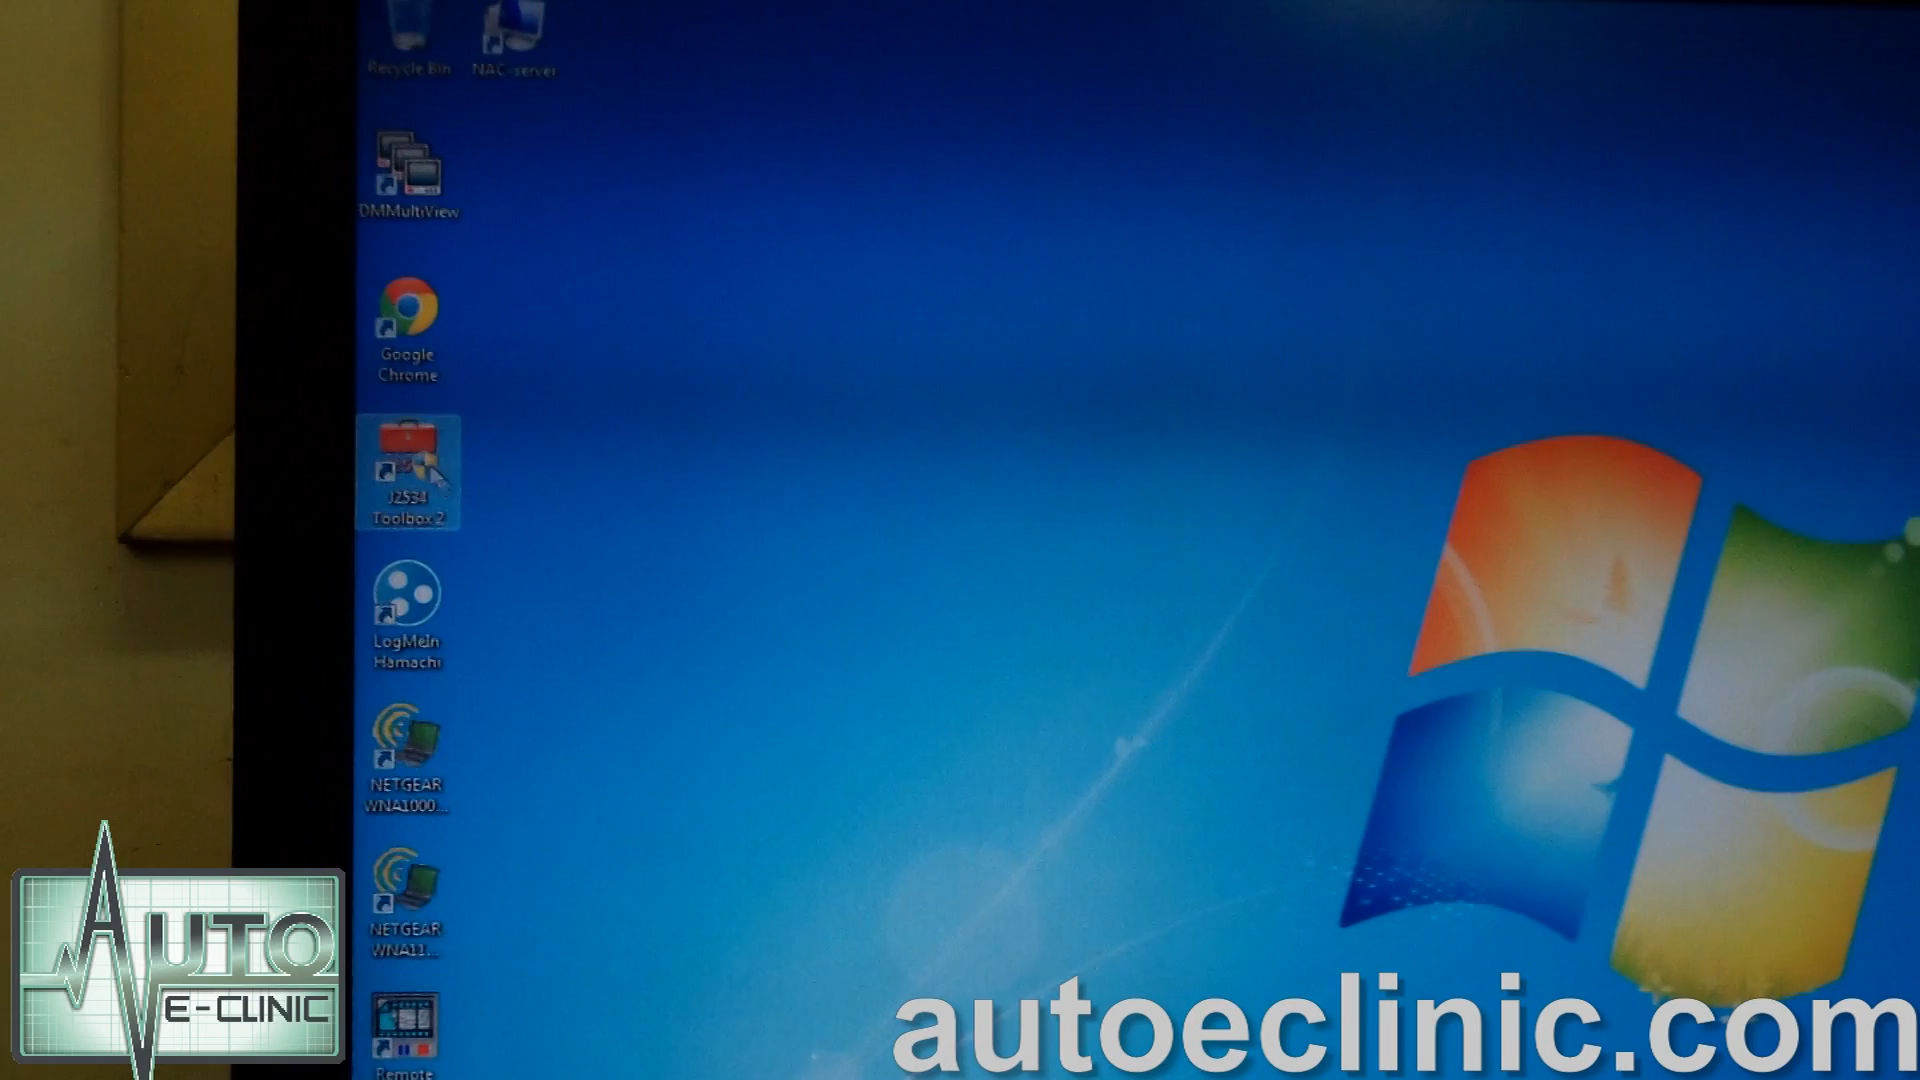 Recycle Bin
NAC-server
DMMultiView
Google
Chrome
J2534
Toolbox 2
LogMeIn
Hamachi
NETGEAR
WNA1000...
NETGEAR
WNA11...
Remote
AUTO
E-CLINIC
autoeclinic.com